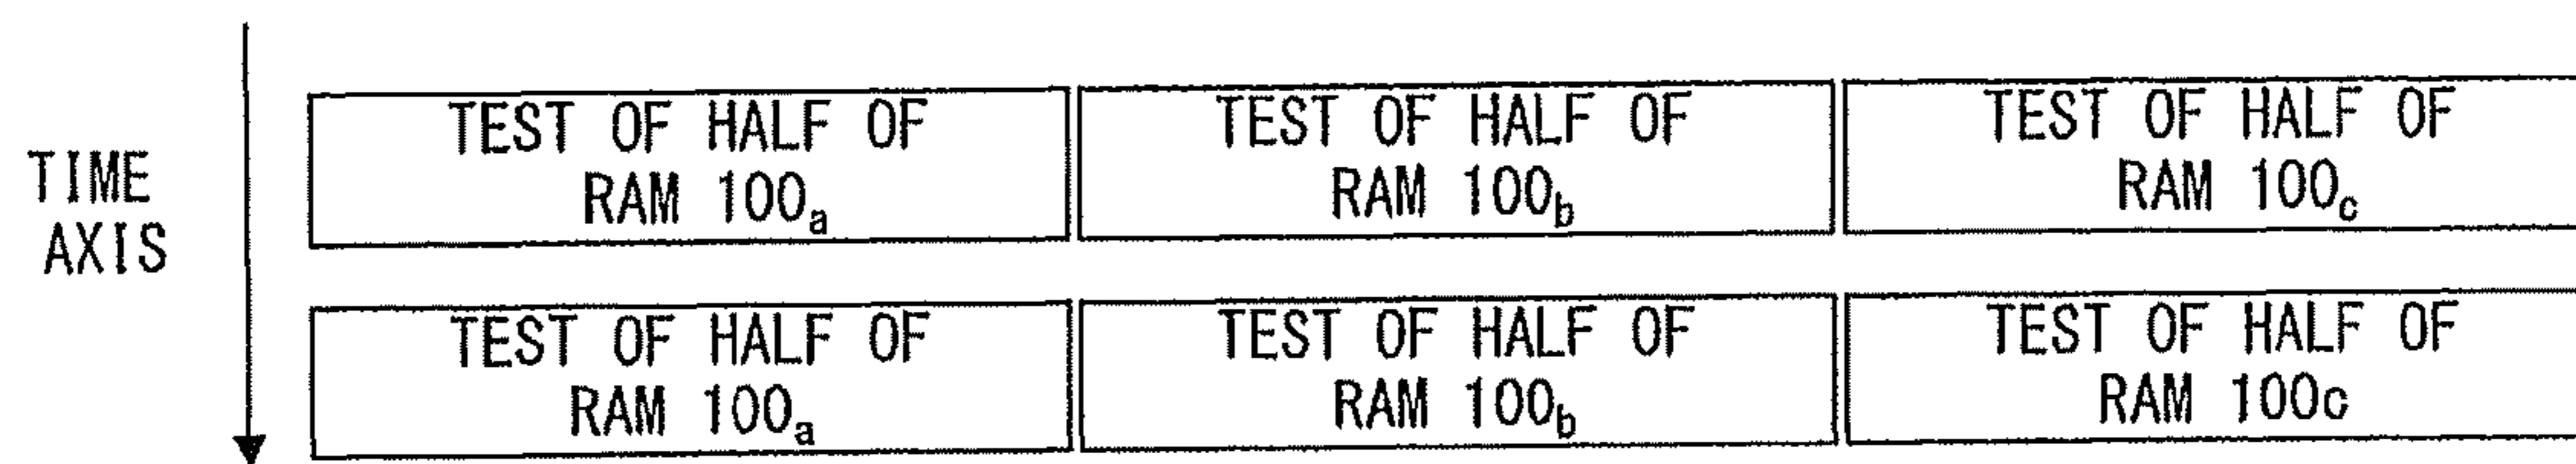 TIME
AXIS
TEST OF HALF OF
RAM 100a
TEST OF HALF OF
RAM 100b
TEST OF HALF OF
RAM 100c
TEST OF HALF OF
RAM 100a
TEST OF HALF OF
RAM 100b
TEST OF HALF OF
RAM 100c